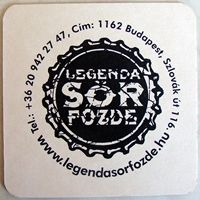 Tel.: +36 20 942 27 47, Cím: 1162 Budapest, Szlovák út 116
LEGENDA
SÖR
FŐZDE
www.legendasorfozde.hu